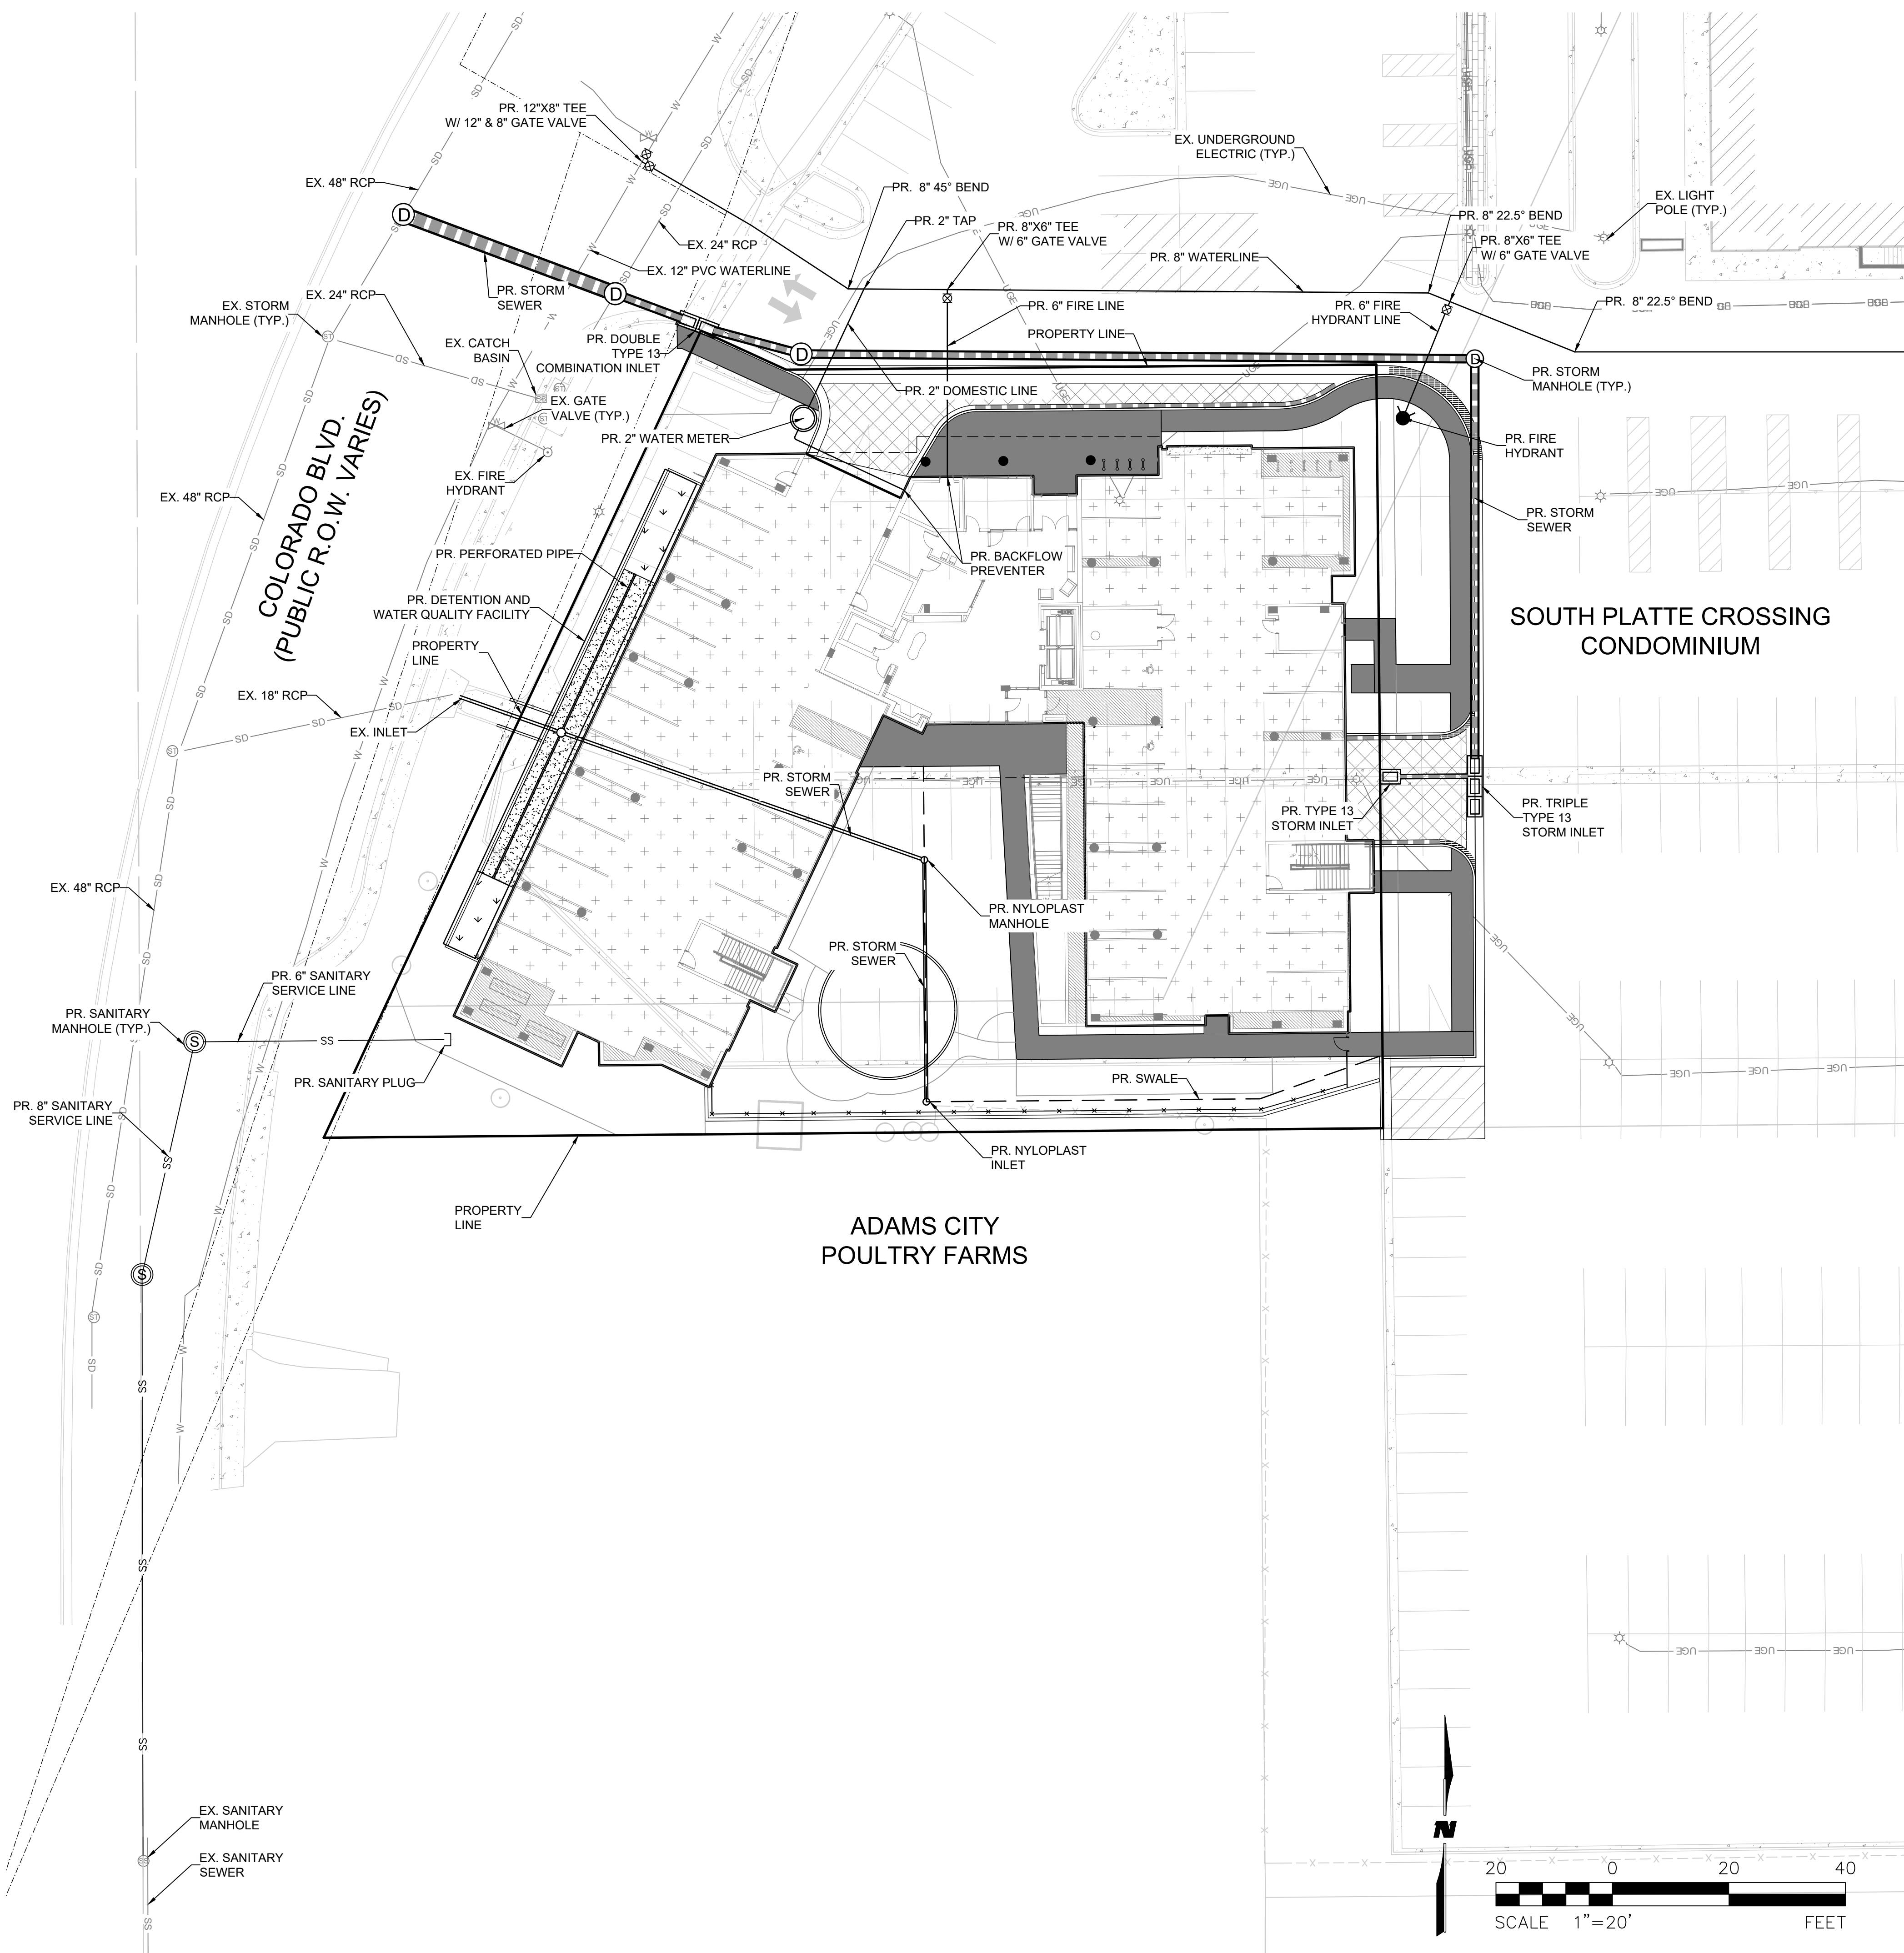 PR. 12"X8" TEE
W/ 12" & 8" GATE VALVE
EX. UNDERGROUND
ELECTRIC (TYP.)
EX. 48" RCP
PR. 8" 45° BEND
PR. 2" TAP
PR. 8"X6" TEE
W/ 6" GATE VALVE
EX. LIGHT
POLE (TYP.)
PR. 8" 22.5° BEND
PR. 8"X6" TEE
W/ 6" GATE VALVE
EX. 24" RCP
EX. 12" PVC WATERLINE
PR. 8" WATERLINE
PR. STORM
SEWER
EX. 24" RCP
EX. STORM
MANHOLE (TYP.)
PR. 6" FIRE LINE
PR. 6" FIRE
HYDRANT LINE
PR. 8" 22.5° BEND
PROPERTY LINE
PR. DOUBLE
TYPE 13
COMBINATION INLET
EX. CATCH
BASIN
PR. STORM
MANHOLE (TYP.)
PR. 2" DOMESTIC LINE
EX. GATE
VALVE (TYP.)
PR. 2" WATER METER
PR. FIRE
HYDRANT
EX. FIRE
HYDRANT
EX. 48" RCP
COLORADO BLVD.
(PUBLIC R.O.W. VARIES)
PR. STORM
SEWER
PR. PERFORATED PIPE
PR. BACKFLOW
PREVENTER
PR. DETENTION AND
WATER QUALITY FACILITY
SOUTH PLATTE CROSSING
CONDOMINIUM
PROPERTY
LINE
EX. 18" RCP
EX. INLET
PR. STORM
SEWER
PR. TYPE 13
STORM INLET
PR. TRIPLE
TYPE 13
STORM INLET
EX. 48" RCP
PR. NYLOPLAST
MANHOLE
PR. STORM
SEWER
PR. 6" SANITARY
SERVICE LINE
PR. SANITARY
MANHOLE (TYP.)
PR. SANITARY PLUG
PR. SWALE
PR. 8" SANITARY
SERVICE LINE
PR. NYLOPLAST
INLET
PROPERTY
LINE
ADAMS CITY
POULTRY FARMS
EX. SANITARY
MANHOLE
EX. SANITARY
SEWER
N
20 0 20 40
SCALE 1"=20' FEET